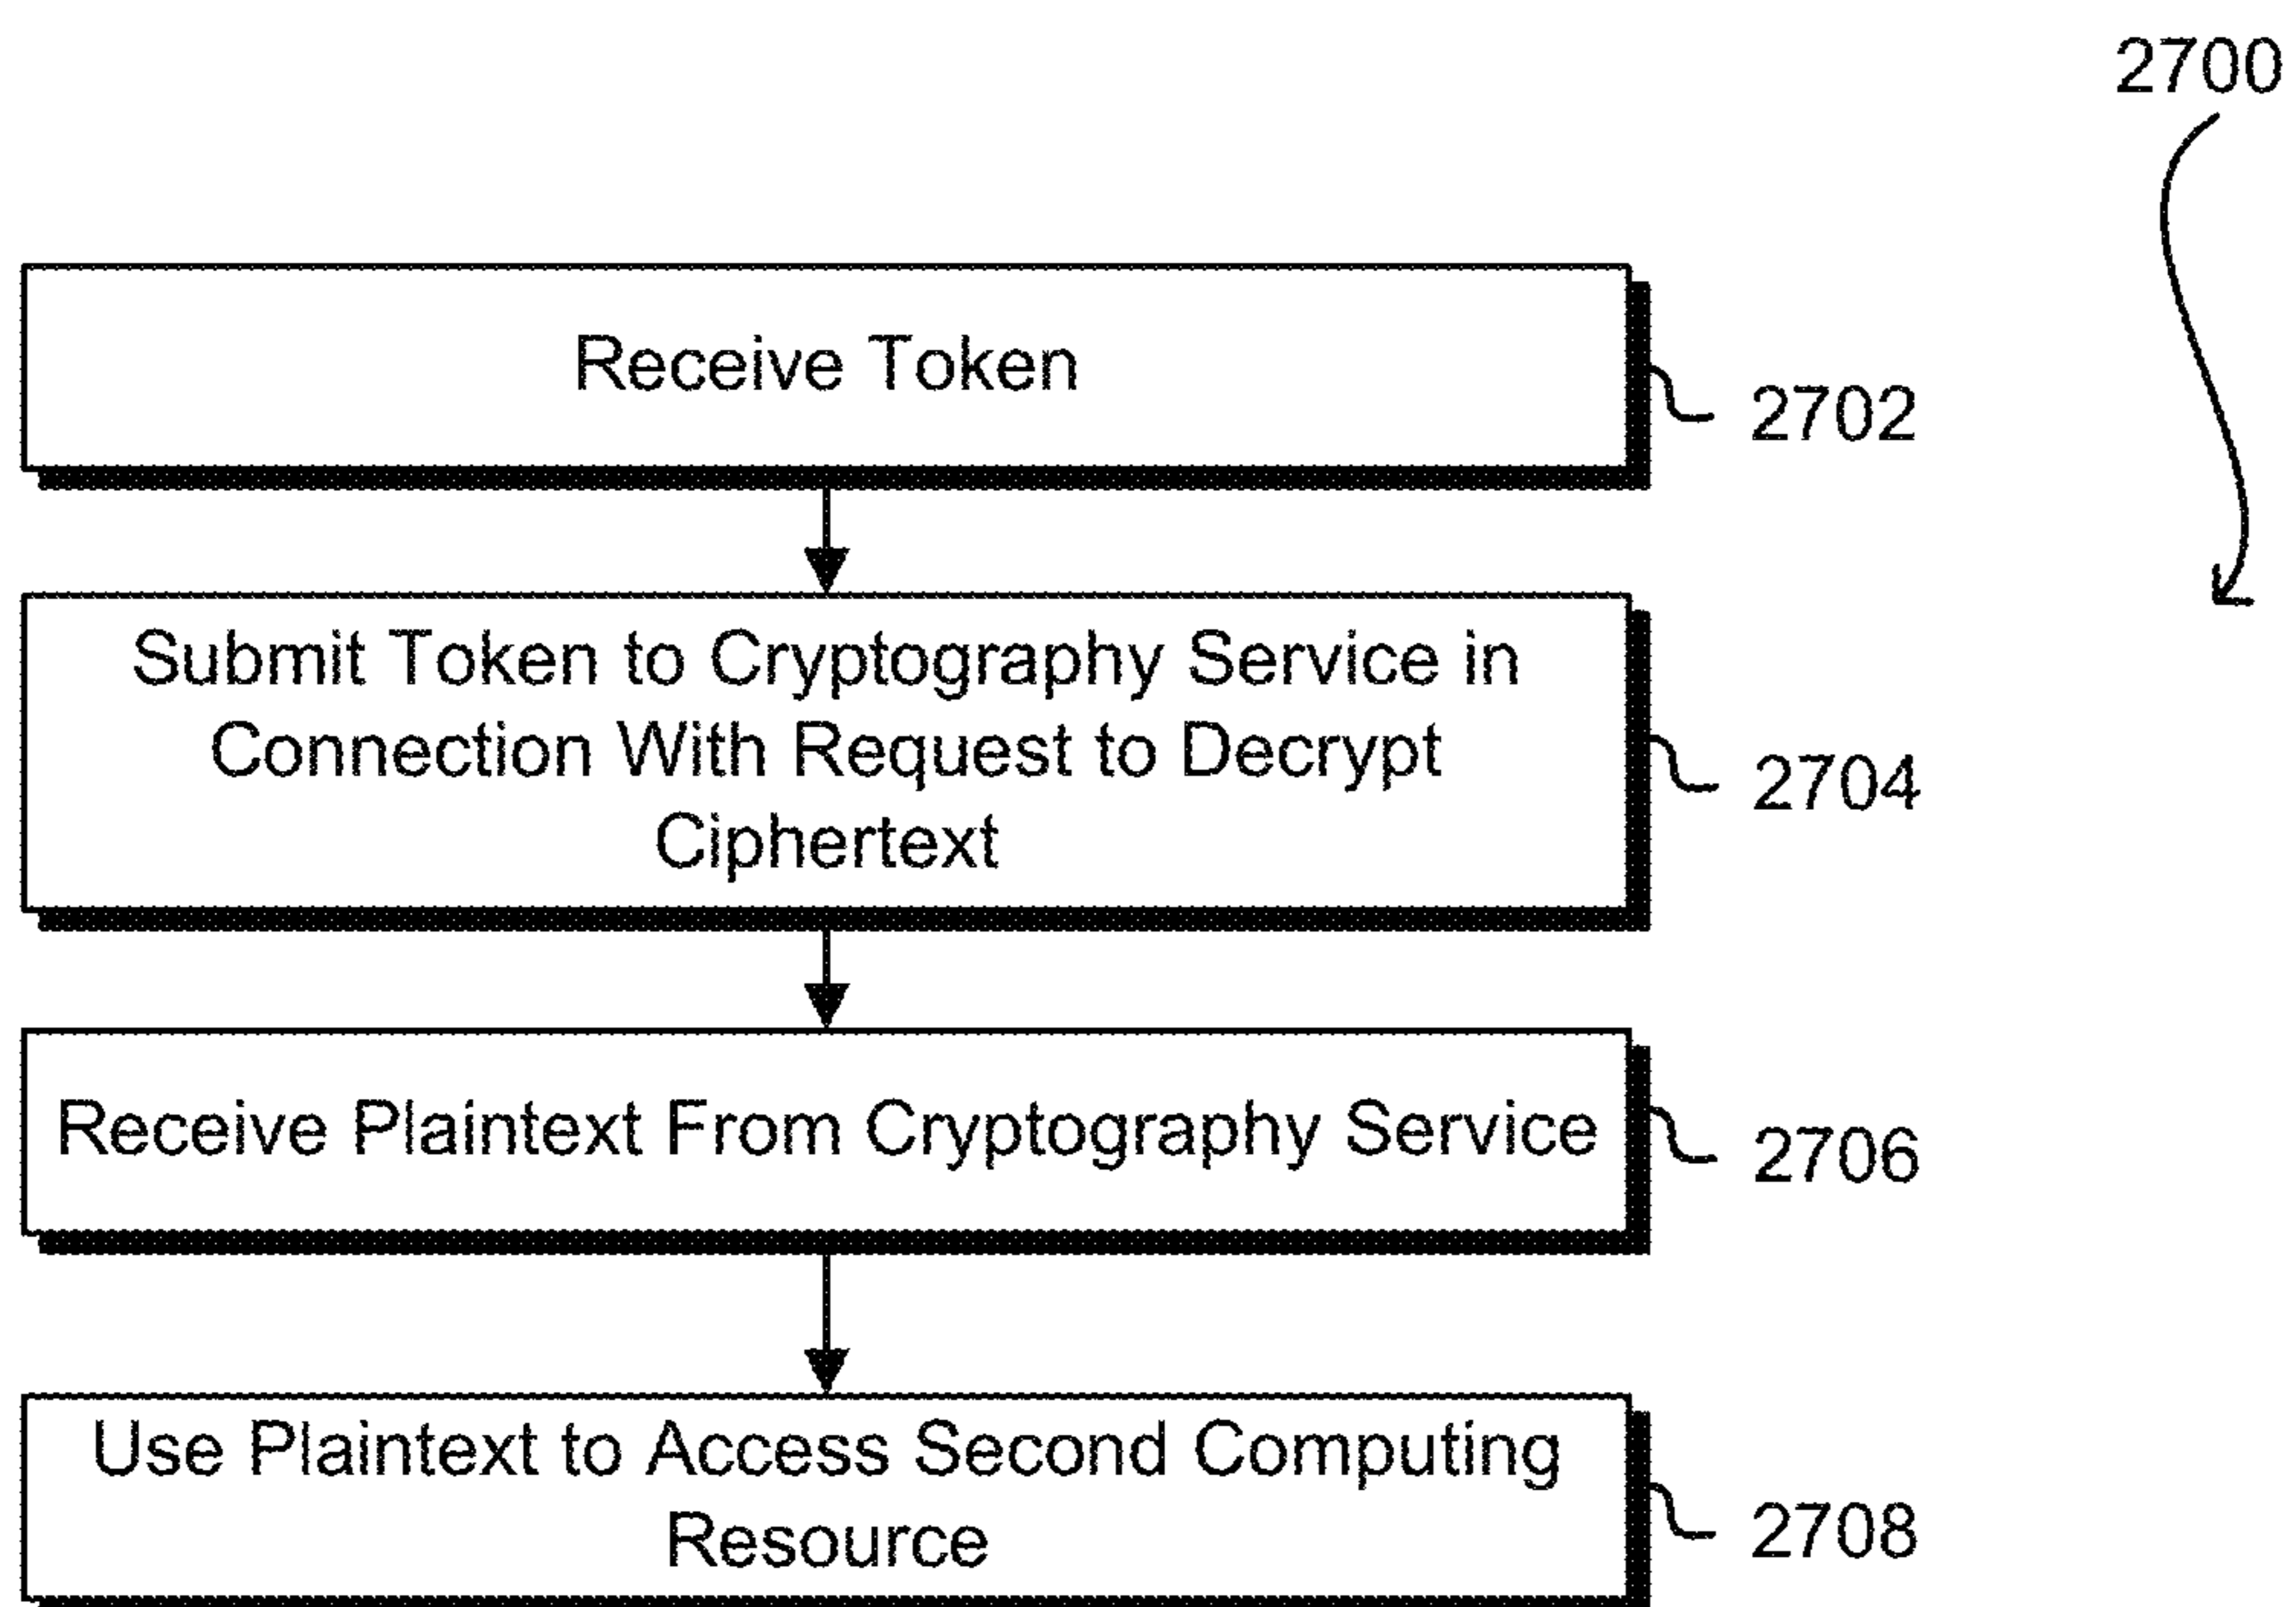 2700
Receive Token
2702
Submit Token to Cryptography Service in
Connection With Request to Decrypt
Ciphertext
2704
Receive Plaintext From Cryptography Service
2706
Use Plaintext to Access Second Computing
Resource
2708